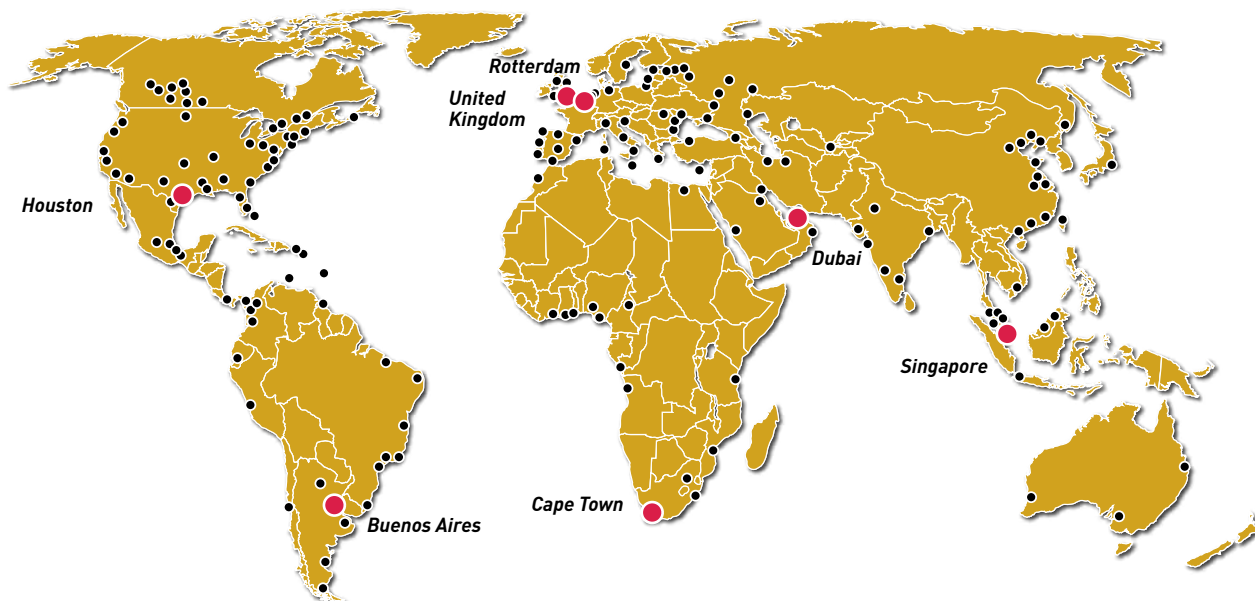 Rotterdam
United
Kingdom
Houston
Dubai
Singapore
Cape Town
Buenos Aires